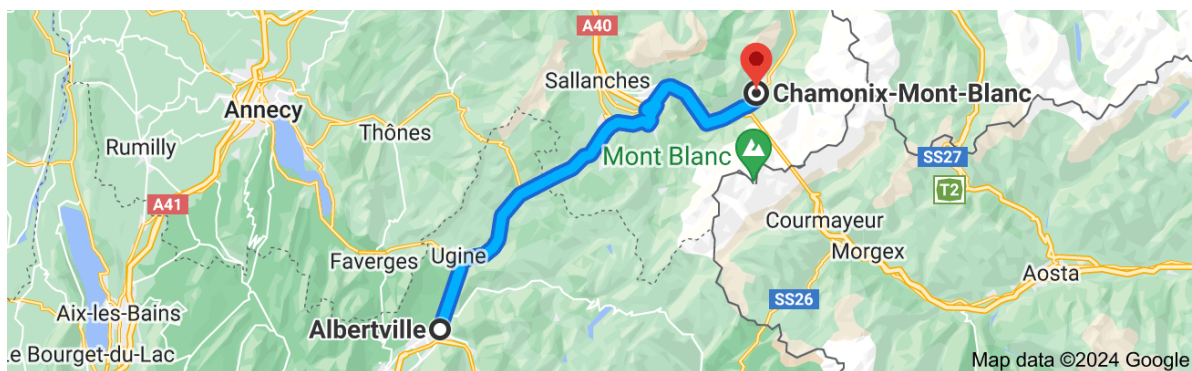 A40
Sallanches
Chamonix-Mont-Blanc
Annecy
Thônes
Rumilly
Mont Blanc
SS27
T2
A41
Courmayeur
Morgex
Ugine
Faverges
Aosta
SS26
Aix-les-Bains
Albertville
Le Bourget-du-Lac
Map data ©2024 Google